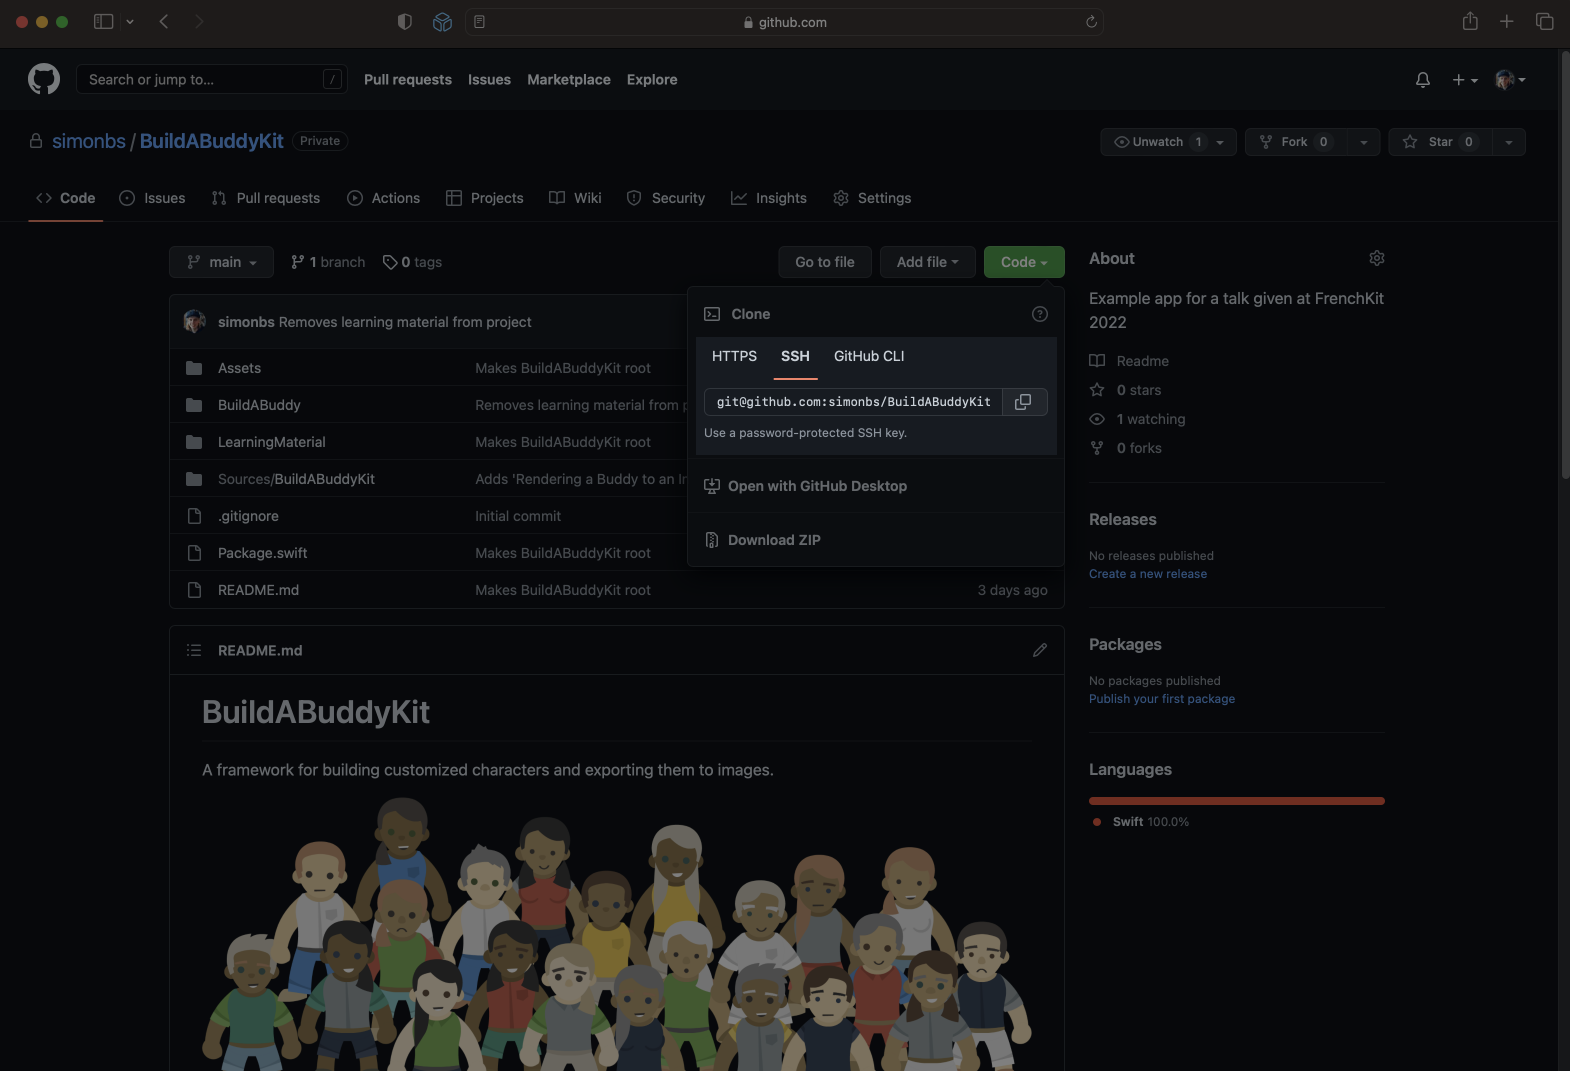 github.com
Search or jump to... /
Pull requests Issues Marketplace Explore
simonbs / BuildABuddyKit Private
Unwatch 1 Fork 0 Star 0
Code Issues Pull requests Actions Projects Wiki Insights Security Settings
main 1 branch 0 tags
Go to file Add file Code
simonbs Removes learning material from project
Assets Makes BuildABuddyKit root
BuildABuddy Removes learning material from p
LearningMaterial Makes BuildABuddyKit root
Sources/BuildABuddyKit Adds 'Rendering a Buddy to an Ir
.gitignore Initial commit
Package.swift Makes BuildABuddyKit root
README.md Makes BuildABuddyKit root 3 days ago
Clone
HTTPS SSH GitHub CLI
git@github.com:simonbs/BuildABuddyKit
Use a password-protected SSH key.
Open with GitHub Desktop
Download ZIP
README.md
BuildABuddyKit
A framework for building customized characters and exporting them to images.
About
Example app for a talk given at FrenchKit
2022
Readme
0 stars
1 watching
0 forks
Releases
No releases published
Create a new release
Packages
No packages published
Publish your first package
Languages
Swift 100.0%